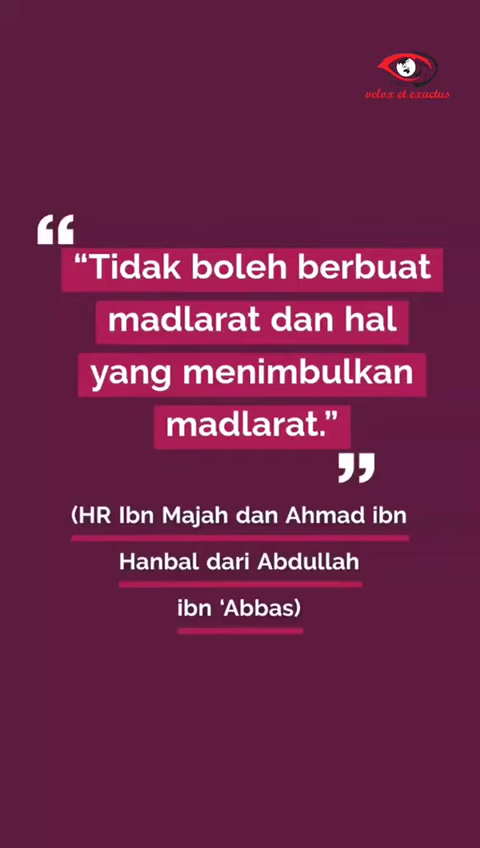 velox et exactus
“
“Tidak boleh berbuat
madlarat dan hal
yang menimbulkan
madlarat.”
”
(HR Ibn Majah dan Ahmad ibn
Hanbal dari Abdullah
ibn ‘Abbas)